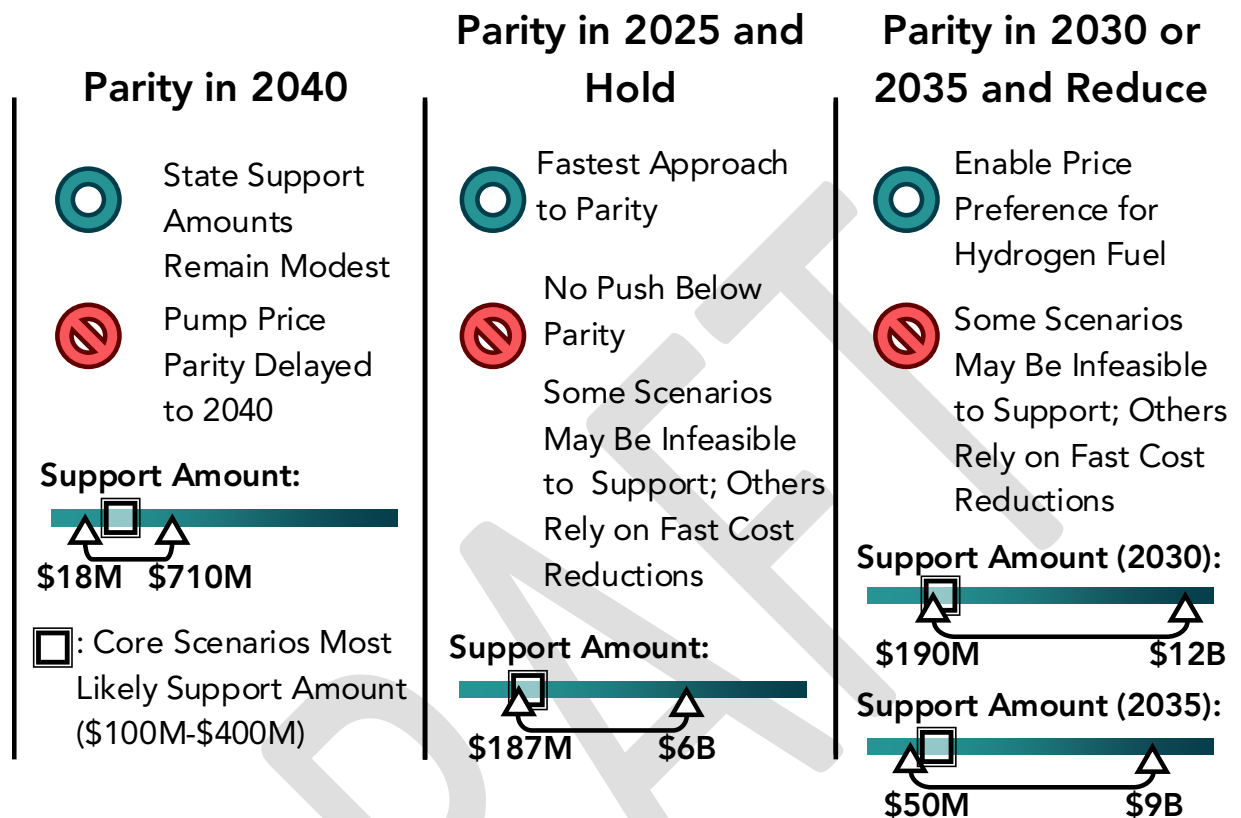 Parity in 2040
State Support
Amounts
Remain Modest
Pump Price
Parity Delayed
to 2040
Support Amount:
$18M $710M
: Core Scenarios Most
Likely Support Amount
($100M-$400M)
Parity in 2025 and
Hold
Fastest Approach
to Parity
No Push Below
Parity
Some Scenarios
May Be Infeasible
to Support; Others
Rely on Fast Cost
Reductions
Support Amount:
$187M $6B
Parity in 2030 or
2035 and Reduce
Enable Price
Preference for
Hydrogen Fuel
Some Scenarios
May Be Infeasible
to Support; Others
Rely on Fast Cost
Reductions
Support Amount (2030):
$190M $12B
Support Amount (2035):
$50M $9B
DRAFT